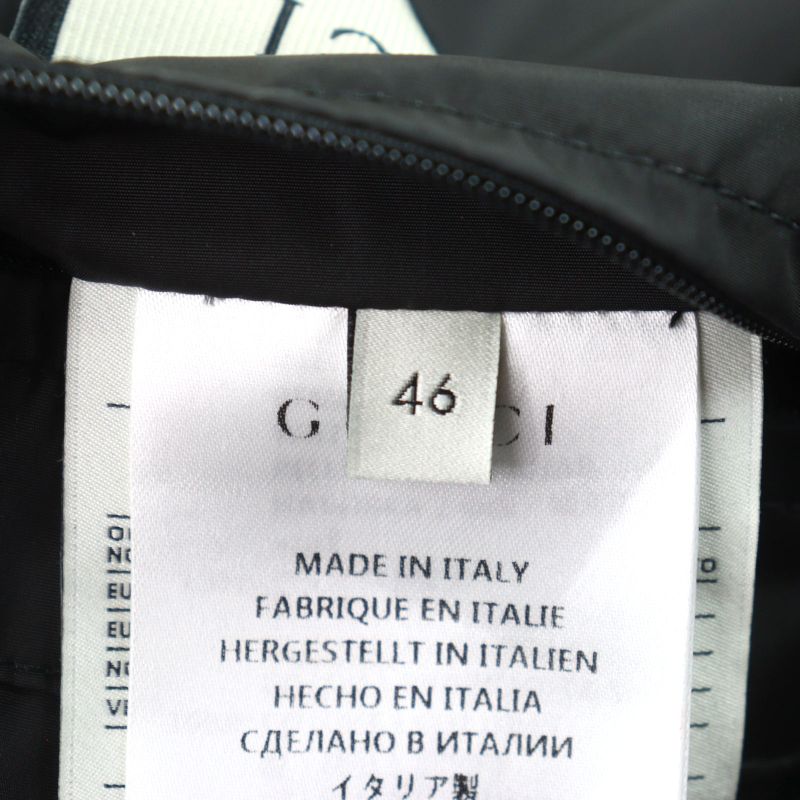 46
G CI
MADE IN ITALY
FABRIQUE EN ITALIE
HERGESTELLT IN ITALIEN
HECHO EN ITALIA
СДЕЛАНО В ИТАЛИИ
イタリア製